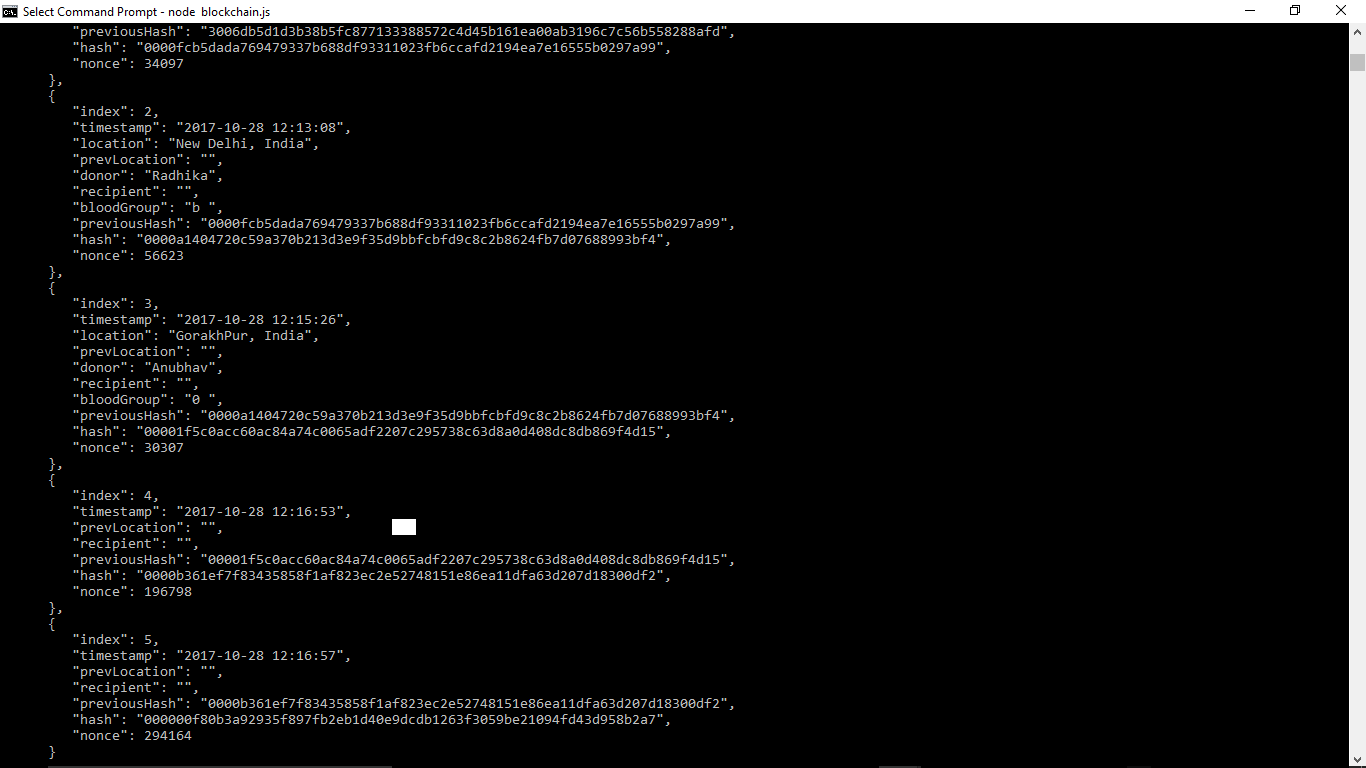 Select Command Prompt - node  blockchain.js
"previousHash": "3006db5d1d3b38b5fc877133388572c4d45b161ea00ab3196c7c56b558288afd",
"hash": "0000fcb5dada769479337b688df93311023fb6ccafd2194ea7e16555b0297a99",
"nonce": 34097
},
{
"index": 2,
"timestamp": "2017-10-28 12:13:08",
"location": "New Delhi, India",
"prevLocation": "",
"donor": "Radhika",
"recipient": "",
"bloodGroup": "b ",
"previousHash": "0000fcb5dada769479337b688df93311023fb6ccafd2194ea7e16555b0297a99",
"hash": "0000a1404720c59a370b213d3e9f35d9bbfcbfd9c8c2b8624fb7d07688993bf4",
"nonce": 56623
},
{
"index": 3,
"timestamp": "2017-10-28 12:15:26",
"location": "GorakhPur, India",
"prevLocation": "",
"donor": "Anubhav",
"recipient": "",
"bloodGroup": "0 ",
"previousHash": "0000a1404720c59a370b213d3e9f35d9bbfcbfd9c8c2b8624fb7d07688993bf4",
"hash": "00001f5c0acc60ac84a74c0065adf2207c295738c63d8a0d408dc8db869f4d15",
"nonce": 30307
},
{
"index": 4,
"timestamp": "2017-10-28 12:16:53",
"prevLocation": "",
"recipient": "",
"previousHash": "00001f5c0acc60ac84a74c0065adf2207c295738c63d8a0d408dc8db869f4d15",
"hash": "0000b361ef7f83435858f1af823ec2e52748151e86ea11dfa63d207d18300df2",
"nonce": 196798
},
{
"index": 5,
"timestamp": "2017-10-28 12:16:57",
"prevLocation": "",
"recipient": "",
"previousHash": "0000b361ef7f83435858f1af823ec2e52748151e86ea11dfa63d207d18300df2",
"hash": "000000f80b3a92935f897fb2eb1d40e9dcdb1263f3059be21094fd43d958b2a7",
"nonce": 294164
}